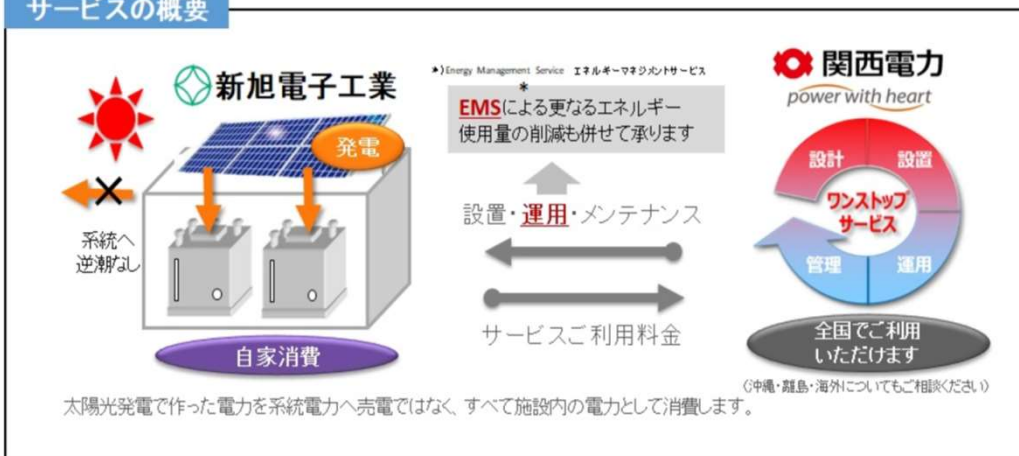 サービスの概要
新旭電子工業
発電
系統へ
逆潮なし
自家消費
*)Energy Management Service エネルギーマネジメントサービス
*
EMSによる更なるエネルギー
使用量の削減も併せて承ります
設置・運用・メンテナンス
サービスご利用料金
関西電力
power with heart
設計
設置
ワンストップ
サービス
管理
運用
全国でご利用
いただけます
(沖縄・離島・海外についてもご相談ください)
太陽光発電で作った電力を系統電力へ売電ではなく、すべて施設内の電力として消費します。